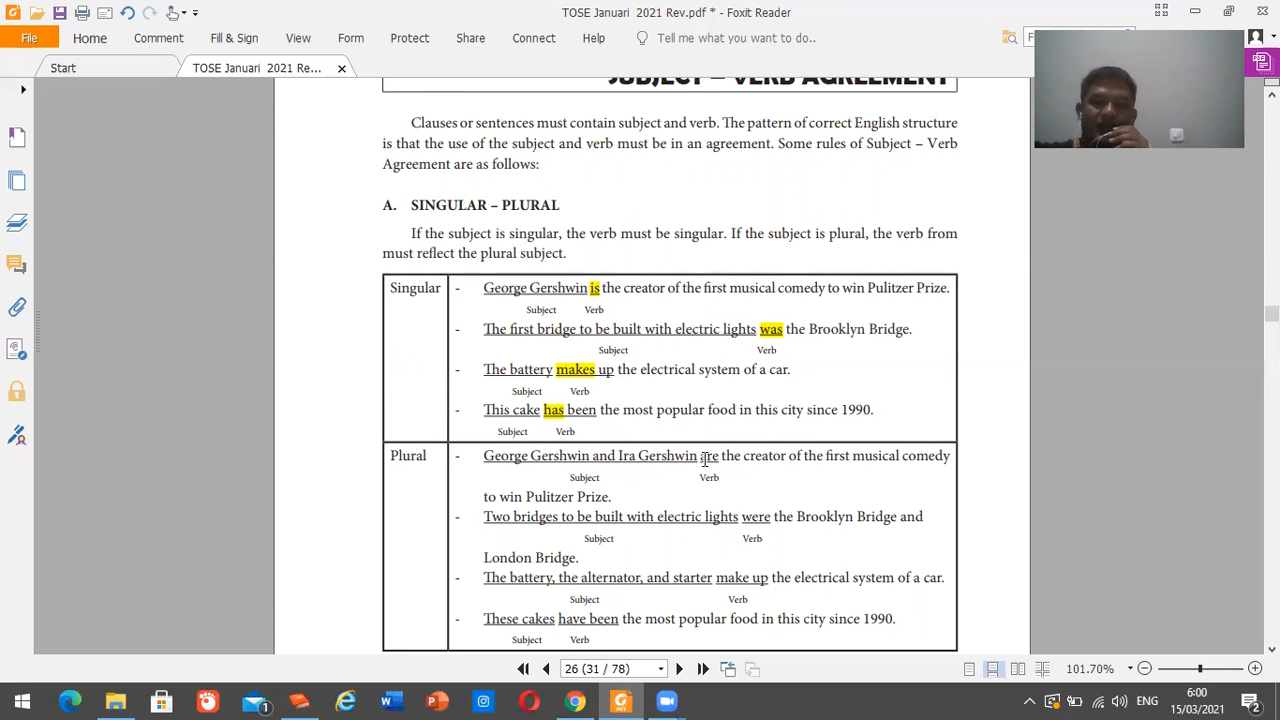 TOSE Januari  2021 Rev.pdf * - Foxit Reader
File Home Comment Fill & Sign View Form Protect Share Connect Help Tell me what you want to do..
Start TOSE Januari  2021 Re...
SUBJECT – VERB AGREEMENT
Clauses or sentences must contain subject and verb. The pattern of correct English structure
is that the use of the subject and verb must be in an agreement. Some rules of Subject – Verb
Agreement are as follows:
A. SINGULAR – PLURAL
If the subject is singular, the verb must be singular. If the subject is plural, the verb from
must reflect the plural subject.
Singular - George Gershwin is the creator of the first musical comedy to win Pulitzer Prize.
Subject Verb
- The first bridge to be built with electric lights was the Brooklyn Bridge.
Subject Verb
- The battery makes up the electrical system of a car.
Subject Verb
- This cake has been the most popular food in this city since 1990.
Subject Verb
Plural - George Gershwin and Ira Gershwin are the creator of the first musical comedy
Subject Verb
to win Pulitzer Prize.
- Two bridges to be built with electric lights were the Brooklyn Bridge and
Subject Verb
London Bridge.
- The battery, the alternator, and starter make up the electrical system of a car.
Subject Verb
- These cakes have been the most popular food in this city since 1990.
Subject Verb
26 (31 / 78) 101.70%
ENG 6:00
15/03/2021